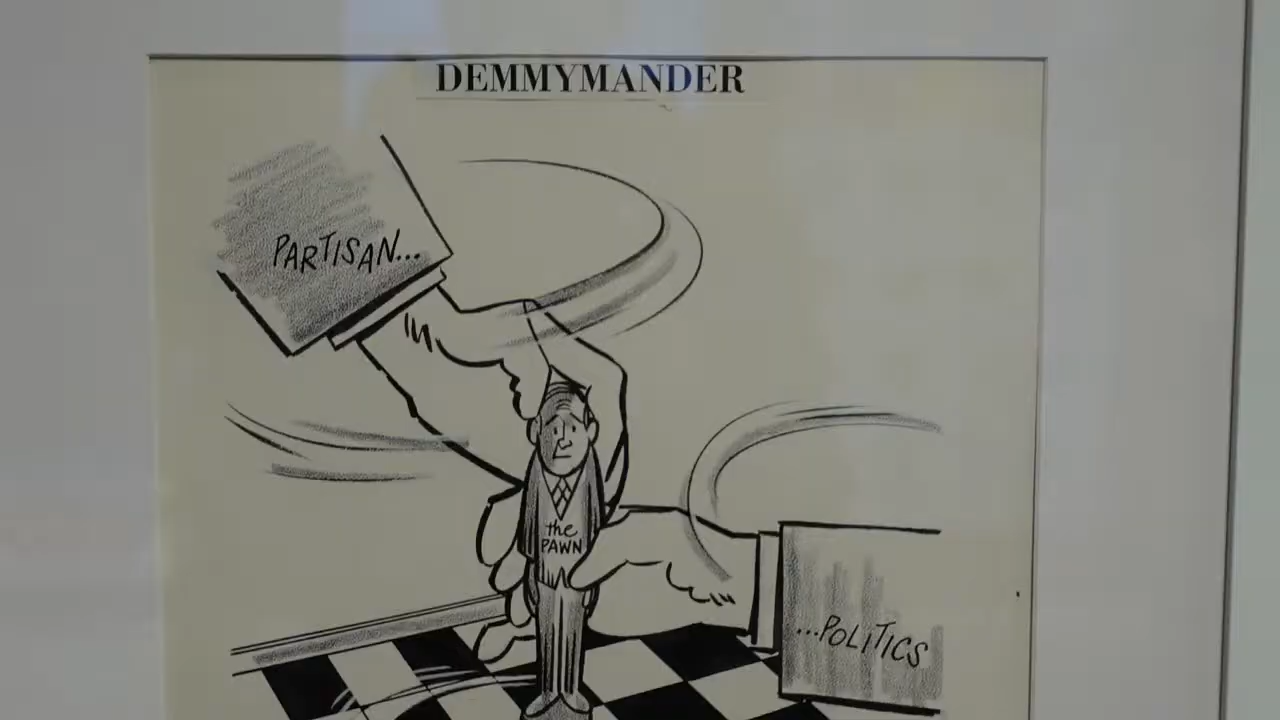 DEMMYMANDER
PARTISAN...
the
PAWN
...POLITICS